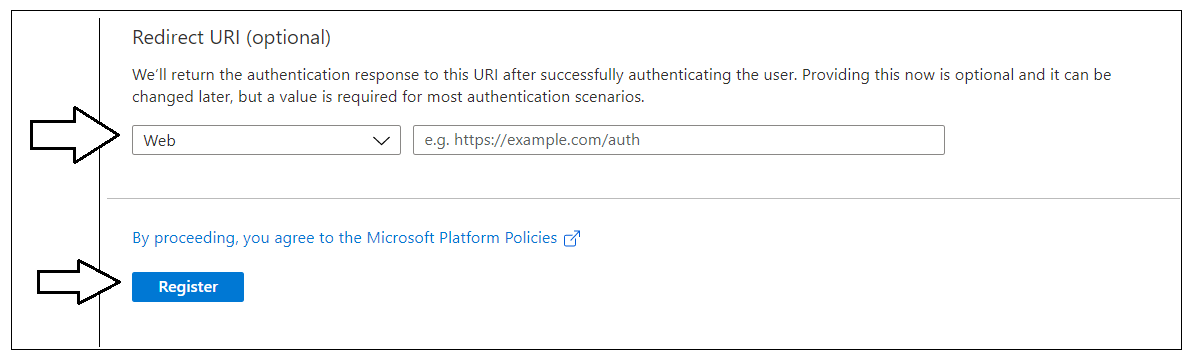 Redirect URI (optional)
We'll return the authentication response to this URI after successfully authenticating the user. Providing this now is optional and it can be
changed later, but a value is required for most authentication scenarios.
Web
e.g. https://example.com/auth
By proceeding, you agree to the Microsoft Platform Policies
Register